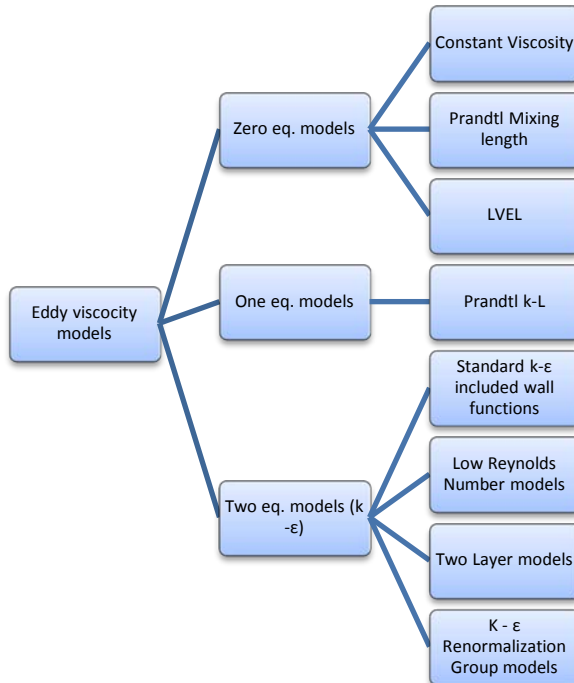 Constant Viscosity
Zero eq. models
Prandtl Mixing
length
LVEL
Eddy viscocity
models
One eq. models
Prandtl k-L
Two eq. models (k
-ε)
Standard k-ε
included wall
functions
Low Reynolds
Number models
Two Layer models
K - ε
Renormalization
Group models